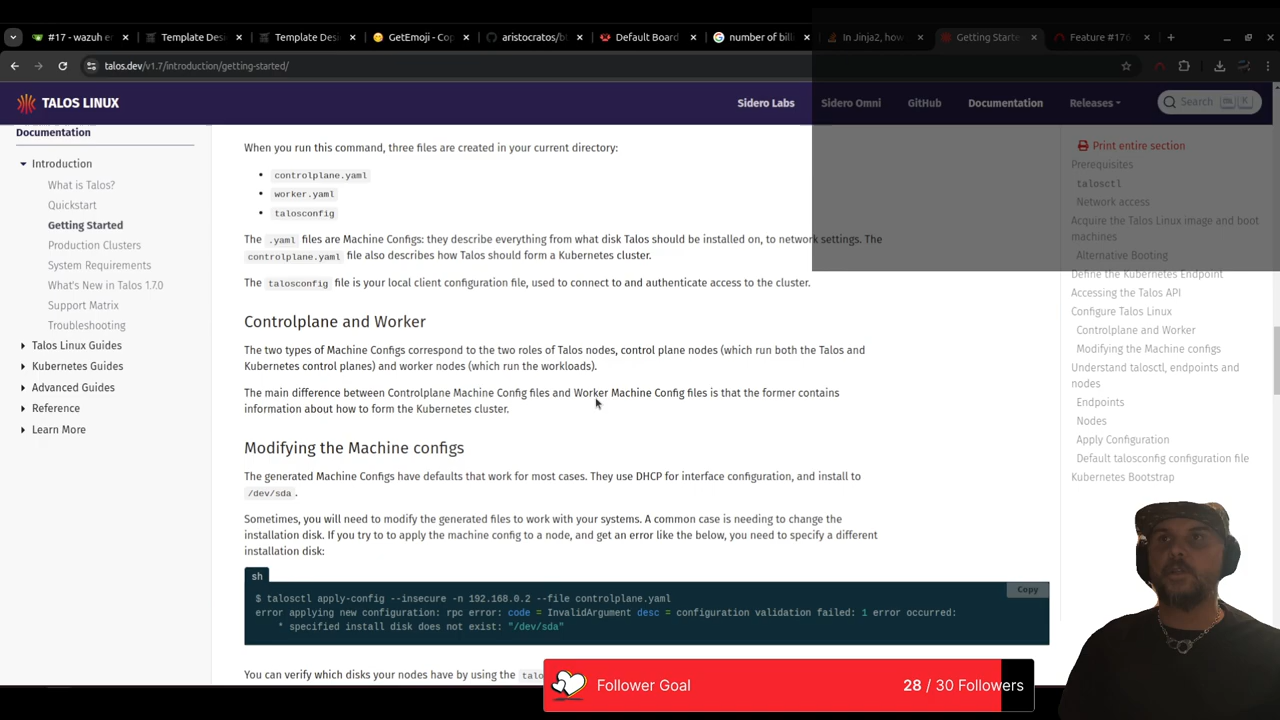 #17 - wazuh er
Template Desi
Template Desi
GetEmoji - Cop
aristocratos/bt
Default Board
number of bill
In Jinja2, how
Getting Starte
Feature #176
talos.dev/v1.7/introduction/getting-started/
TALOS LINUX
Sidero Labs
Sidero Omni
GitHub
Documentation
Releases
Search
Ctrl
K
Documentation
Introduction
What is Talos?
Quickstart
Getting Started
Production Clusters
System Requirements
What's New in Talos 1.7.0
Support Matrix
Troubleshooting
Talos Linux Guides
Kubernetes Guides
Advanced Guides
Reference
Learn More
When you run this command, three files are created in your current directory:
controlplane.yaml
worker.yaml
talosconfig
The .yaml files are Machine Configs: they describe everything from what disk Talos should be installed on, to network settings. The
controlplane.yaml file also describes how Talos should form a Kubernetes cluster.
The talosconfig file is your local client configuration file, used to connect to and authenticate access to the cluster.
Controlplane and Worker
The two types of Machine Configs correspond to the two roles of Talos nodes, control plane nodes (which run both the Talos and
Kubernetes control planes) and worker nodes (which run the workloads).
The main difference between Controlplane Machine Config files and Worker Machine Config files is that the former contains
information about how to form the Kubernetes cluster.
Modifying the Machine configs
The generated Machine Configs have defaults that work for most cases. They use DHCP for interface configuration, and install to
/dev/sda .
Sometimes, you will need to modify the generated files to work with your systems. A common case is needing to change the
installation disk. If you try to to apply the machine config to a node, and get an error like the below, you need to specify a different
installation disk:
sh
Copy
$ talosctl apply-config --insecure -n 192.168.0.2 --file controlplane.yaml
error applying new configuration: rpc error: code = InvalidArgument desc = configuration validation failed: 1 error occurred:
* specified install disk does not exist: "/dev/sda"
You can verify which disks your nodes have by using the talo
Print entire section
Prerequisites
talosctl
Network access
Acquire the Talos Linux image and boot
machines
Alternative Booting
Define the Kubernetes Endpoint
Accessing the Talos API
Configure Talos Linux
Controlplane and Worker
Modifying the Machine configs
Understand talosctl, endpoints and
nodes
Endpoints
Nodes
Apply Configuration
Default talosconfig configuration file
Kubernetes Bootstrap
Follower Goal
28 / 30 Followers